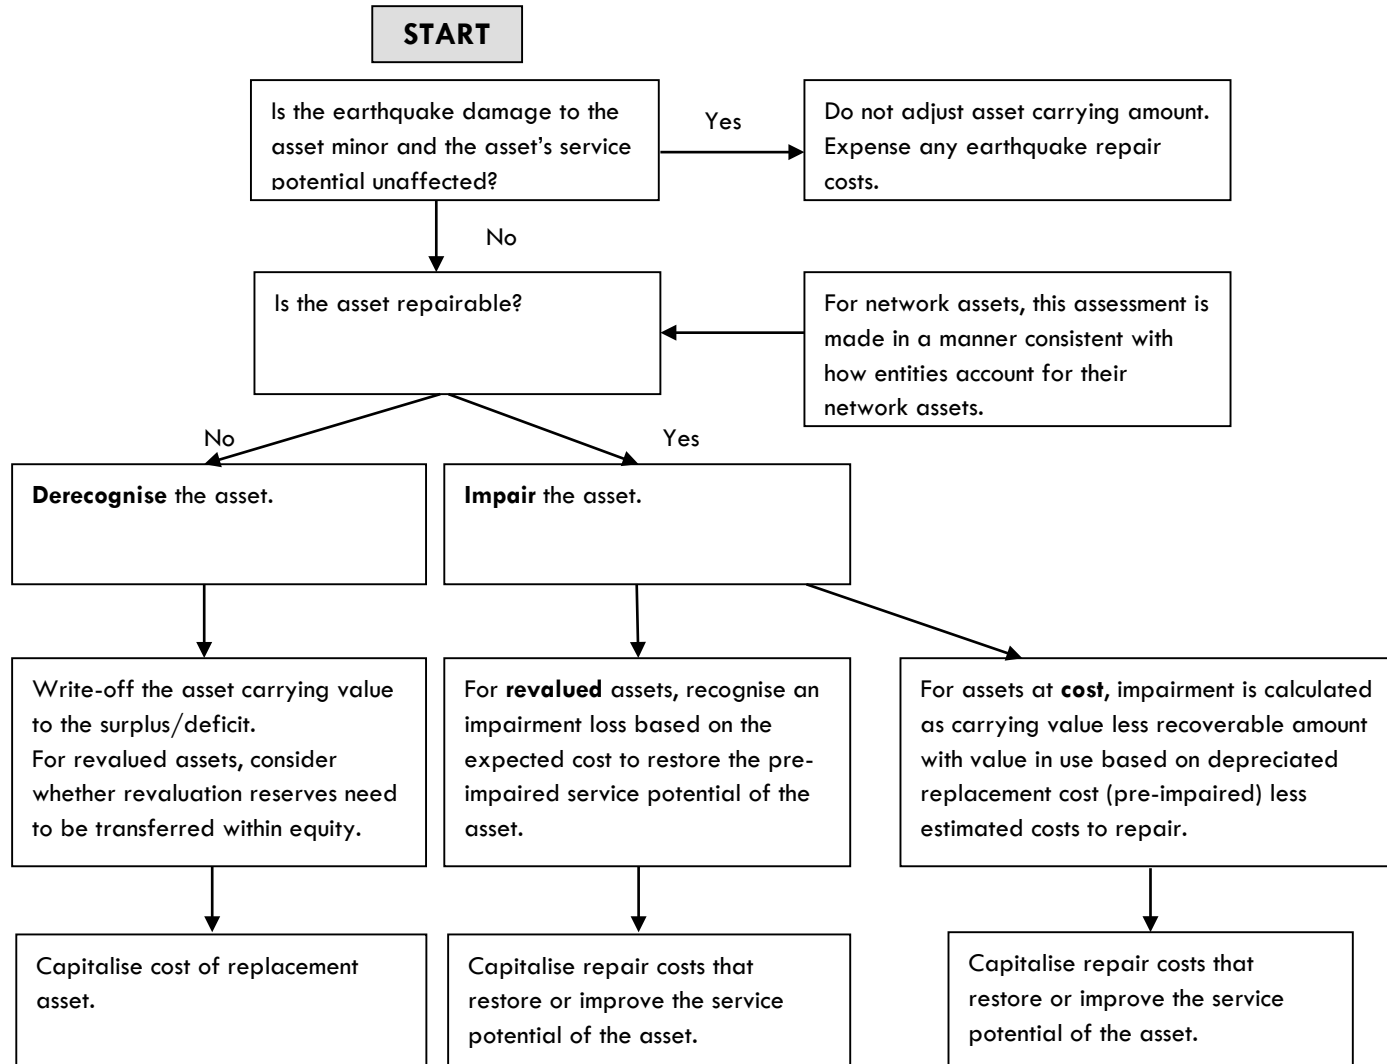 START
Is the earthquake damage to the
asset minor and the asset's service
potential unaffected?
Yes
Do not adjust asset carrying amount.
Expense any earthquake repair
costs.
No
Is the asset repairable?
For network assets, this assessment is
made in a manner consistent with
how entities account for their
network assets.
No
Yes
Derecognise the asset.
Impair the asset.
Write-off the asset carrying value
to the surplus/deficit.
For revalued assets, consider
whether revaluation reserves need
to be transferred within equity.
For revalued assets, recognise an
impairment loss based on the
expected cost to restore the pre-
impaired service potential of the
asset.
For assets at cost, impairment is calculated
as carrying value less recoverable amount
with value in use based on depreciated
replacement cost (pre-impaired) less
estimated costs to repair.
Capitalise cost of replacement
asset.
Capitalise repair costs that
restore or improve the service
potential of the asset.
Capitalise repair costs that
restore or improve the service
potential of the asset.